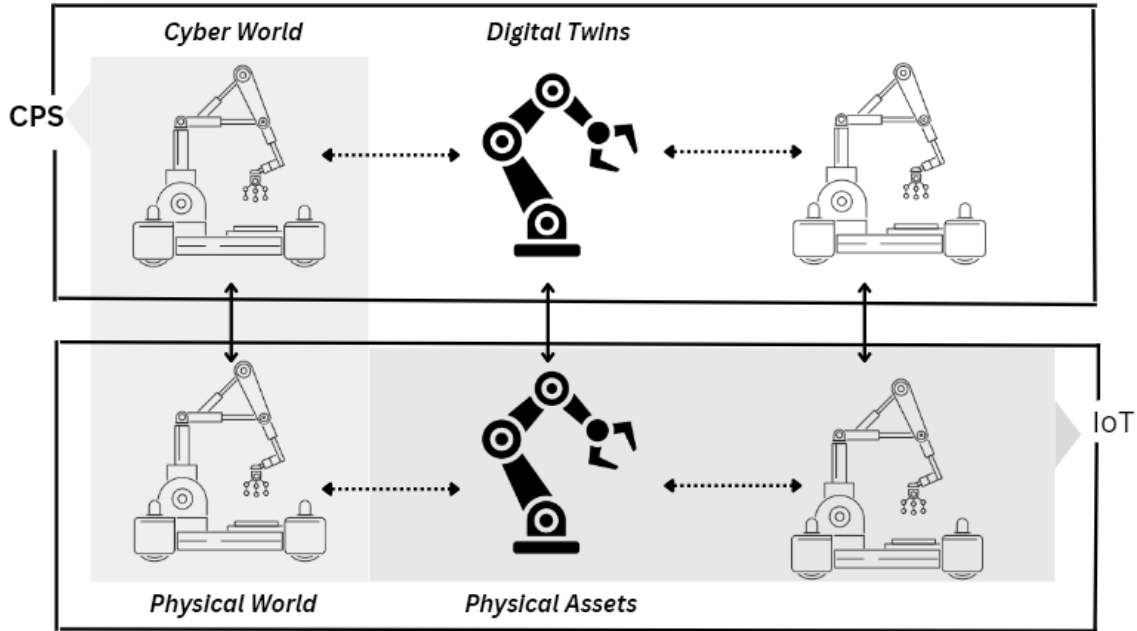 Cyber World
Digital Twins
CPS
IoT
Physical World
Physical Assets